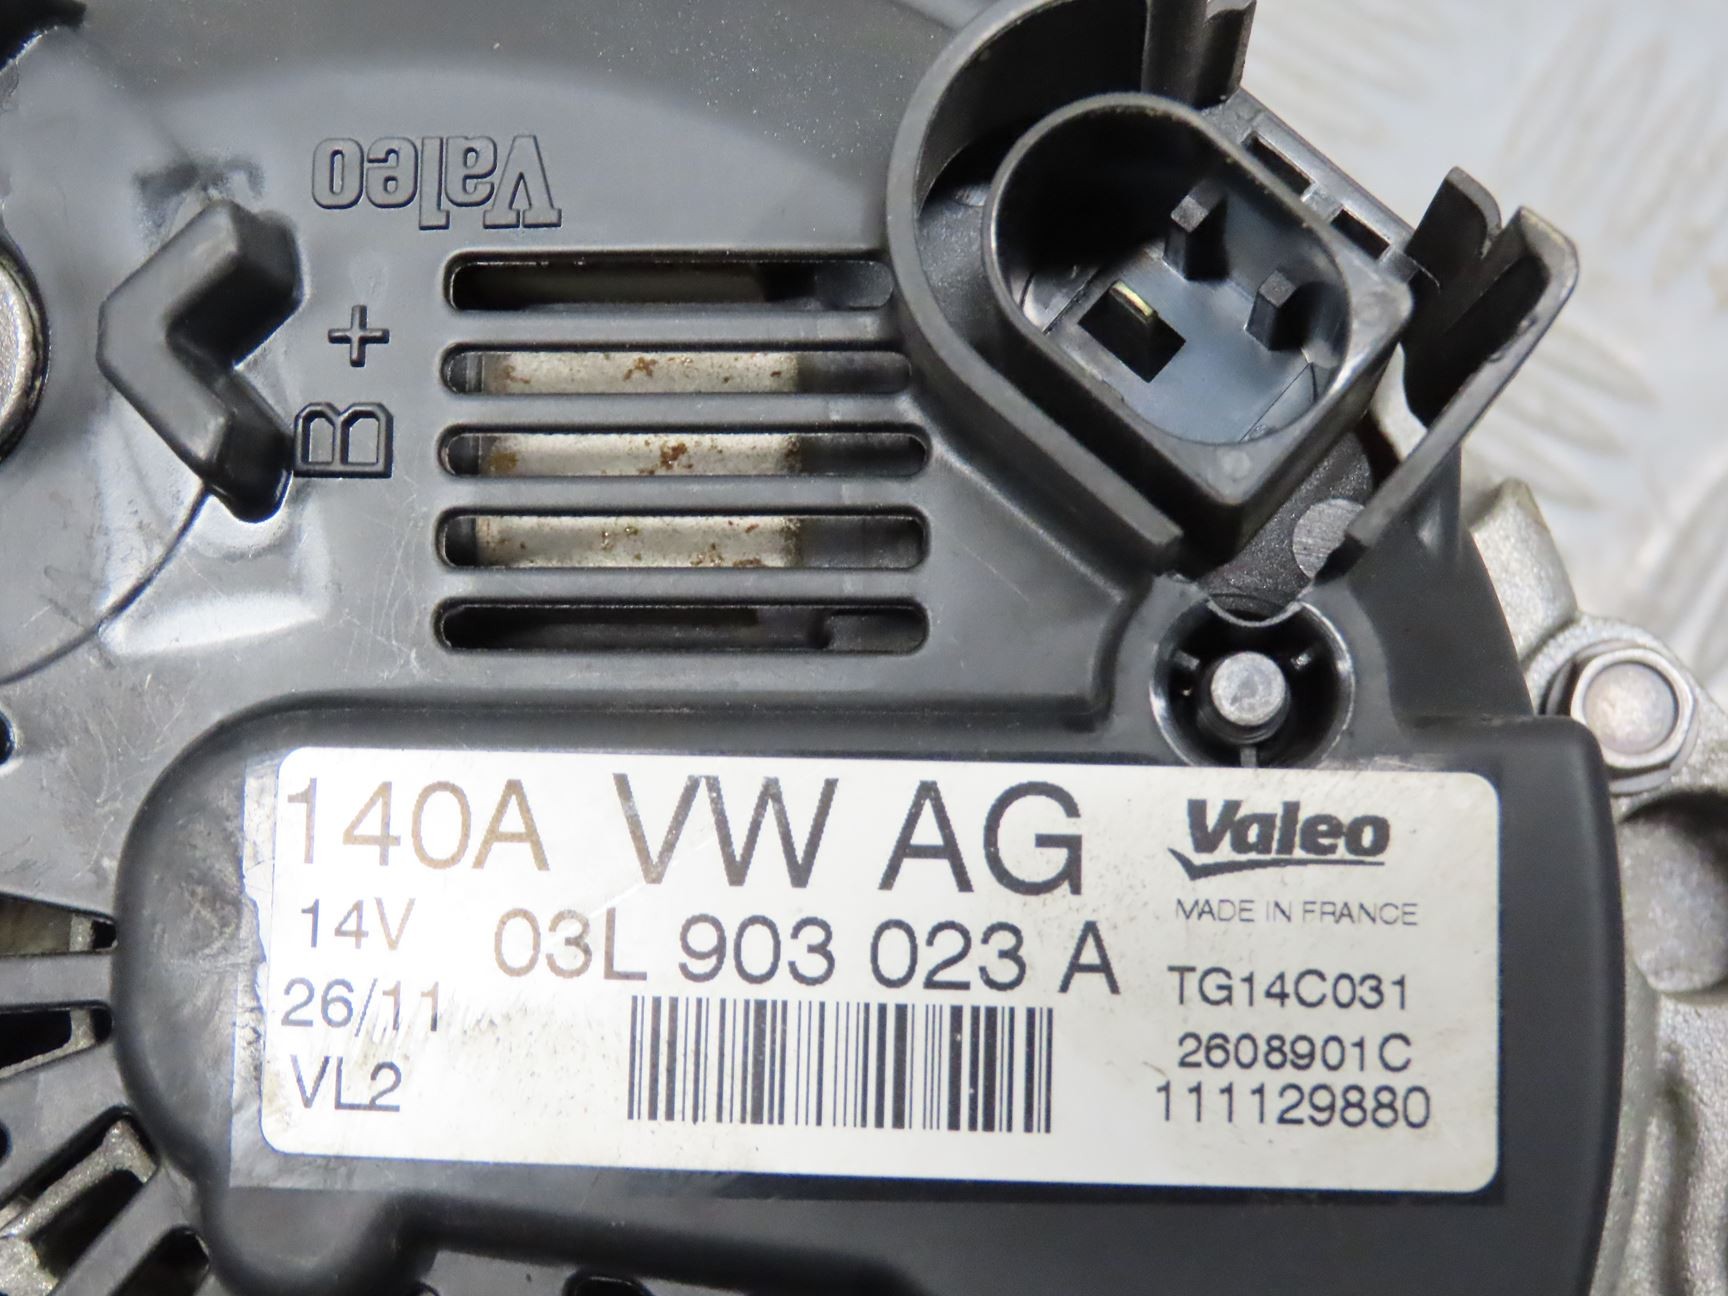 Valeo
B +
140A VW AG
14V 03L 903 023 A
26/11
VL2
Valeo
MADE IN FRANCE
TG14C031
2608901C
111129880